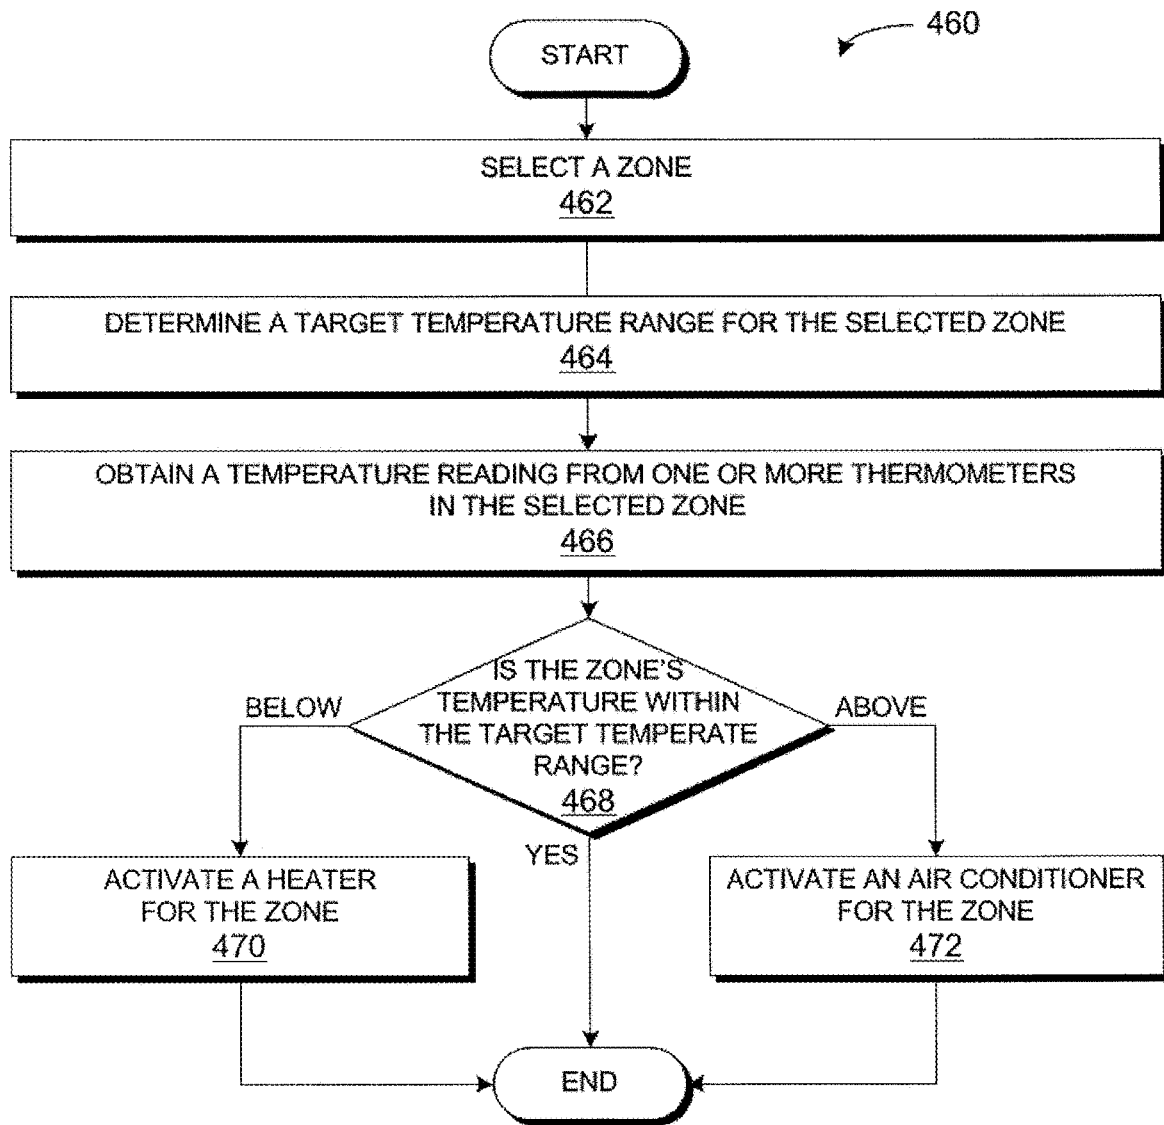 START
460
SELECT A ZONE
462
DETERMINE A TARGET TEMPERATURE RANGE FOR THE SELECTED ZONE
464
OBTAIN A TEMPERATURE READING FROM ONE OR MORE THERMOMETERS
IN THE SELECTED ZONE
466
IS THE ZONE'S
TEMPERATURE WITHIN
THE TARGET TEMPERATE
RANGE?
468
BELOW
ABOVE
YES
ACTIVATE A HEATER
FOR THE ZONE
470
ACTIVATE AN AIR CONDITIONER
FOR THE ZONE
472
END